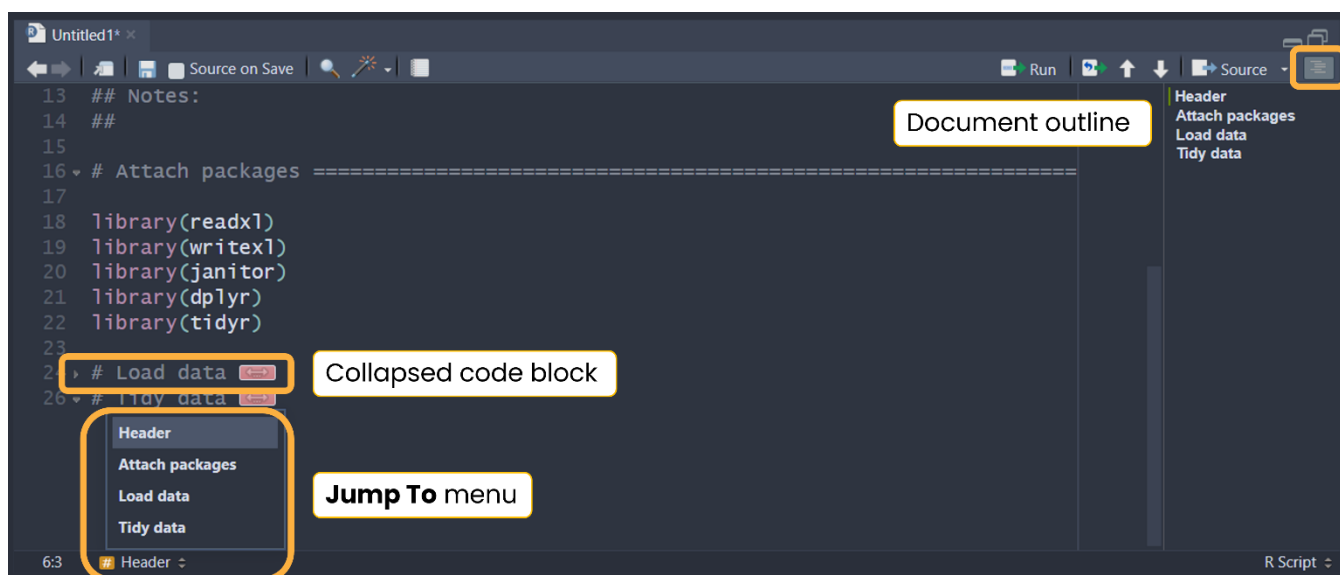 Untitled1*
Source on Save
Run
Source
13 ## Notes:
14 ##
15
16 # Attach packages ==============================================================
17
18 library(readxl)
19 library(writexl)
20 library(janitor)
21 library(dplyr)
22 library(tidyr)
23
24 # Load data
26 # Tidy data
Document outline
Header
Attach packages
Load data
Tidy data
Collapsed code block
Header
Attach packages
Load data
Tidy data
Jump To menu
6:3
# Header
R Script